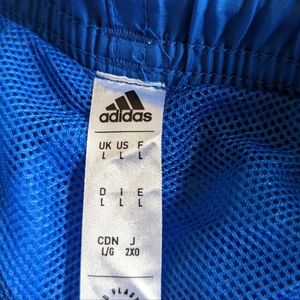 adidas
UK US F
L L L
D I E
L L L
CDN J
L/G 2XO